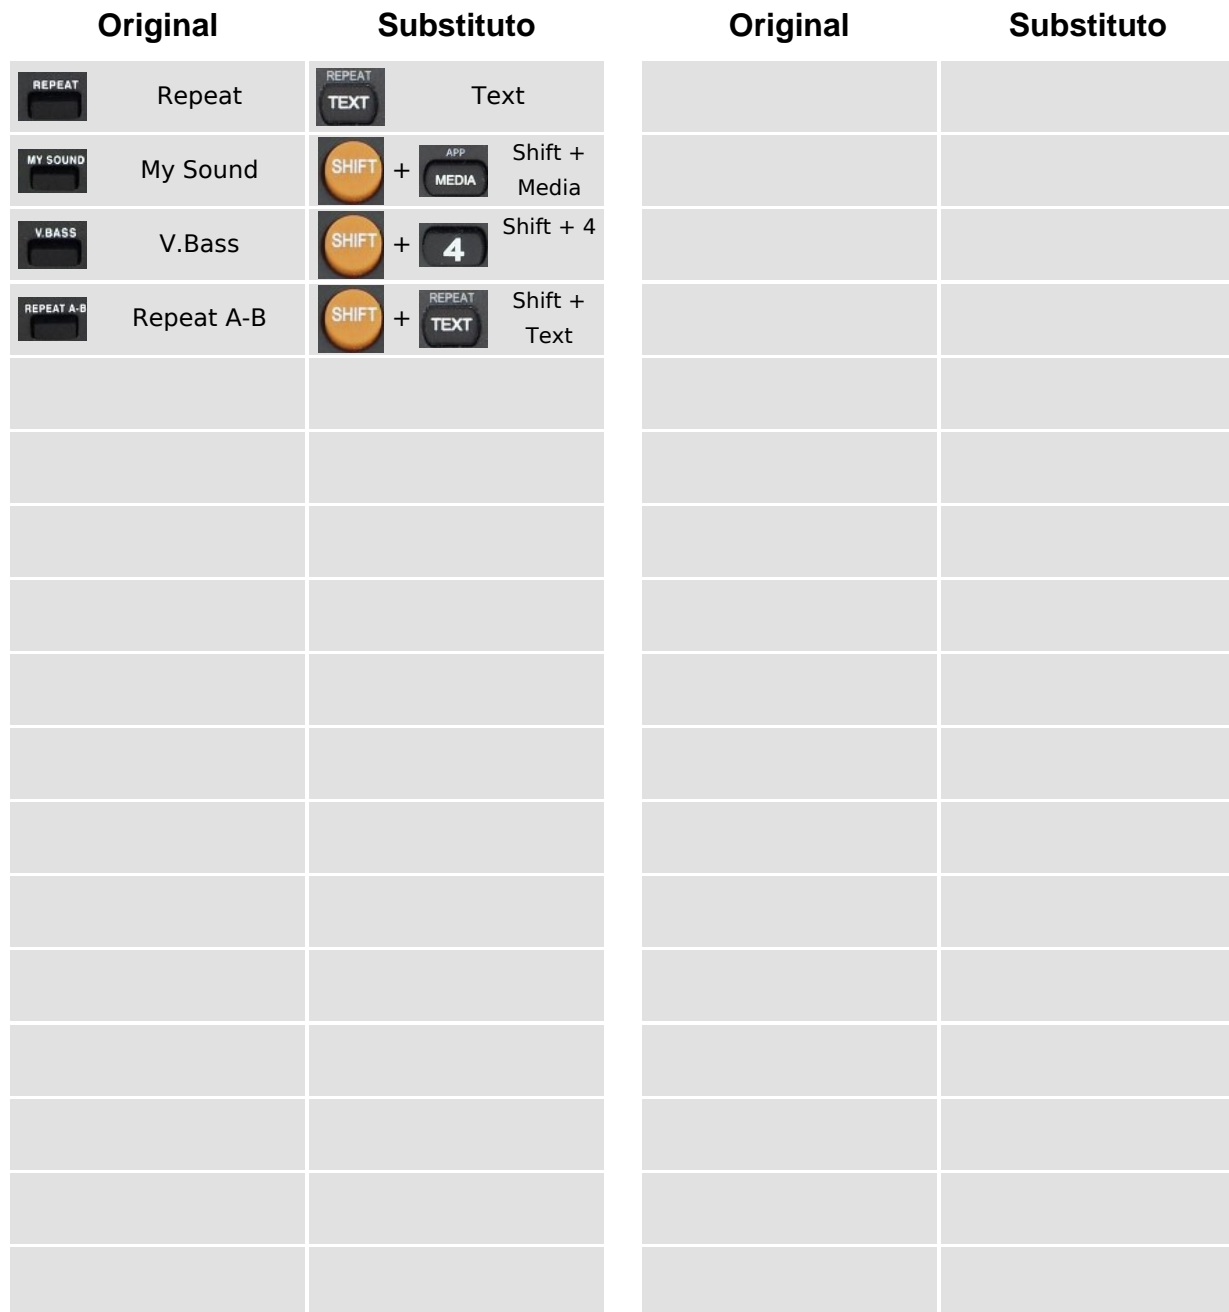 Original Substituto Original Substituto
REPEAT Repeat REPEAT TEXT Text
MY SOUND My Sound SHIFT + APP MEDIA Shift + Media
V.BASS V.Bass SHIFT + 4 Shift + 4
REPEAT A-B Repeat A-B SHIFT + REPEAT TEXT Shift + Text